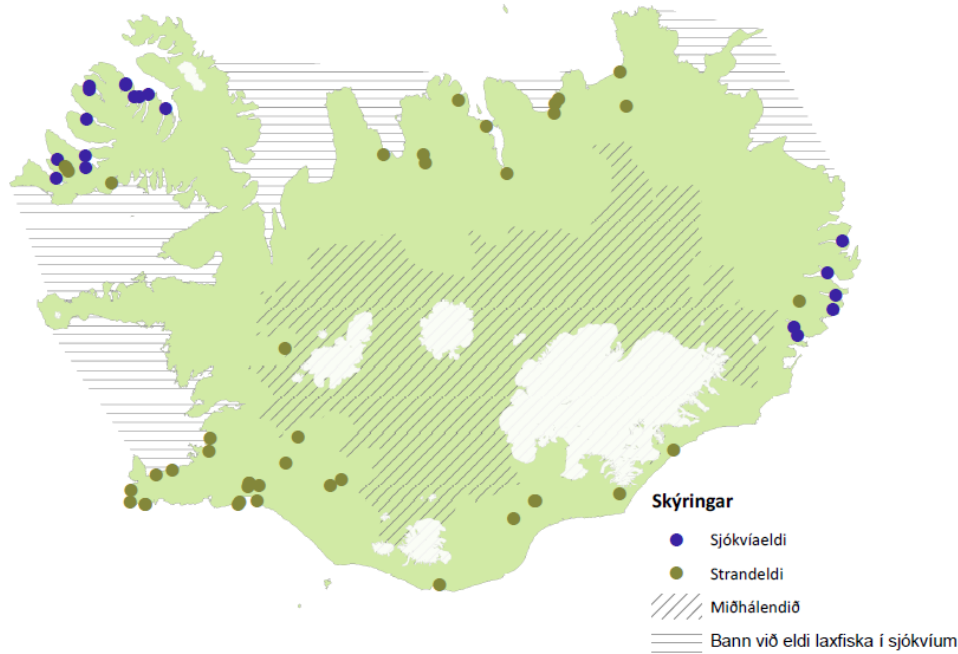 Skýringar
Sjókvíaeldi
Strandeldi
Miðhálendið
Bann við eldi laxfiska í sjókvíum